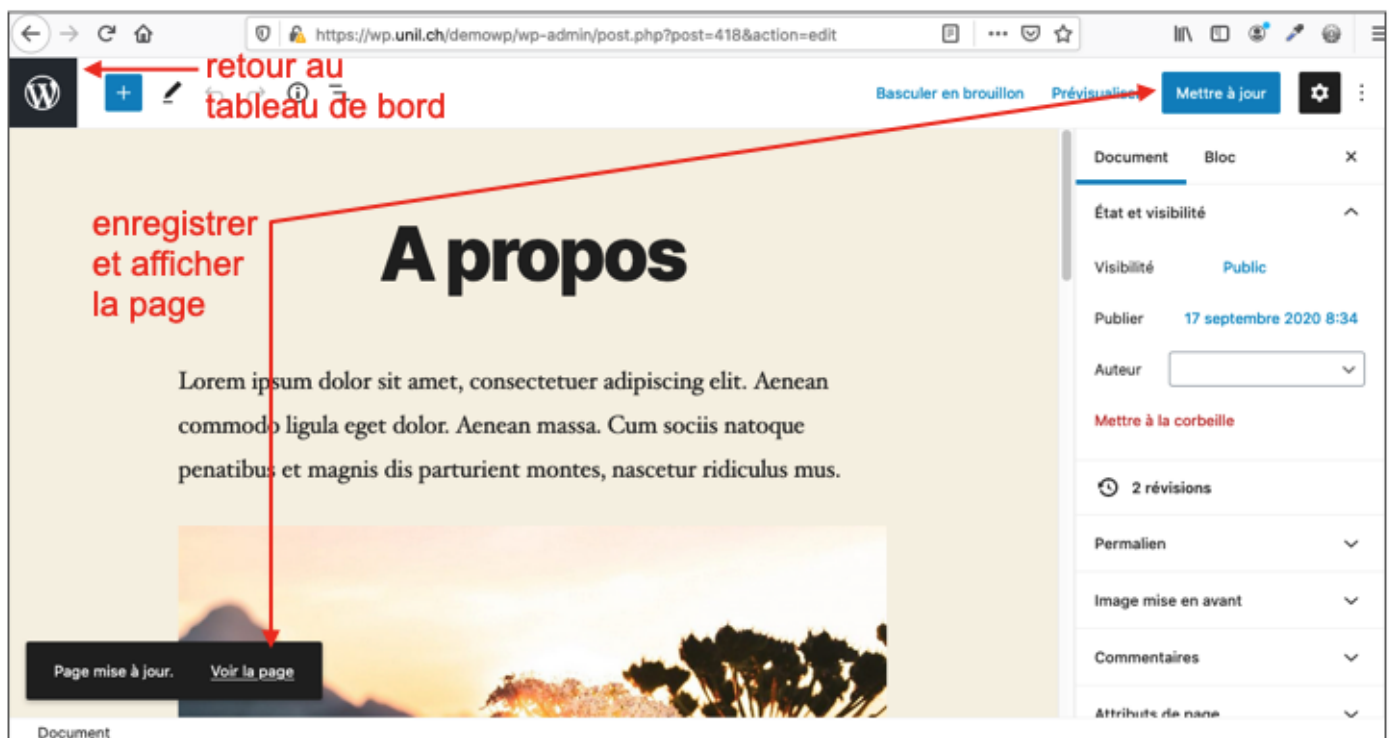 https://wp.unil.ch/demowp/wp-admin/post.php?post=418&action=edit
retour au
tableau de bord
Basculer en brouillon Prévisualiser Mettre à jour
Document Bloc
État et visibilité
enregistrer
et afficher
la page
A propos
Visibilité Public
Publier 17 septembre 2020 8:34
Auteur
Mettre à la corbeille
Lorem ipsum dolor sit amet, consectetuer adipiscing elit. Aenean
commodo ligula eget dolor. Aenean massa. Cum sociis natoque
penatibus et magnis dis parturient montes, nascetur ridiculus mus.
2 révisions
Permalien
Image mise en avant
Commentaires
Attributs de page
Page mise à jour. Voir la page
Document